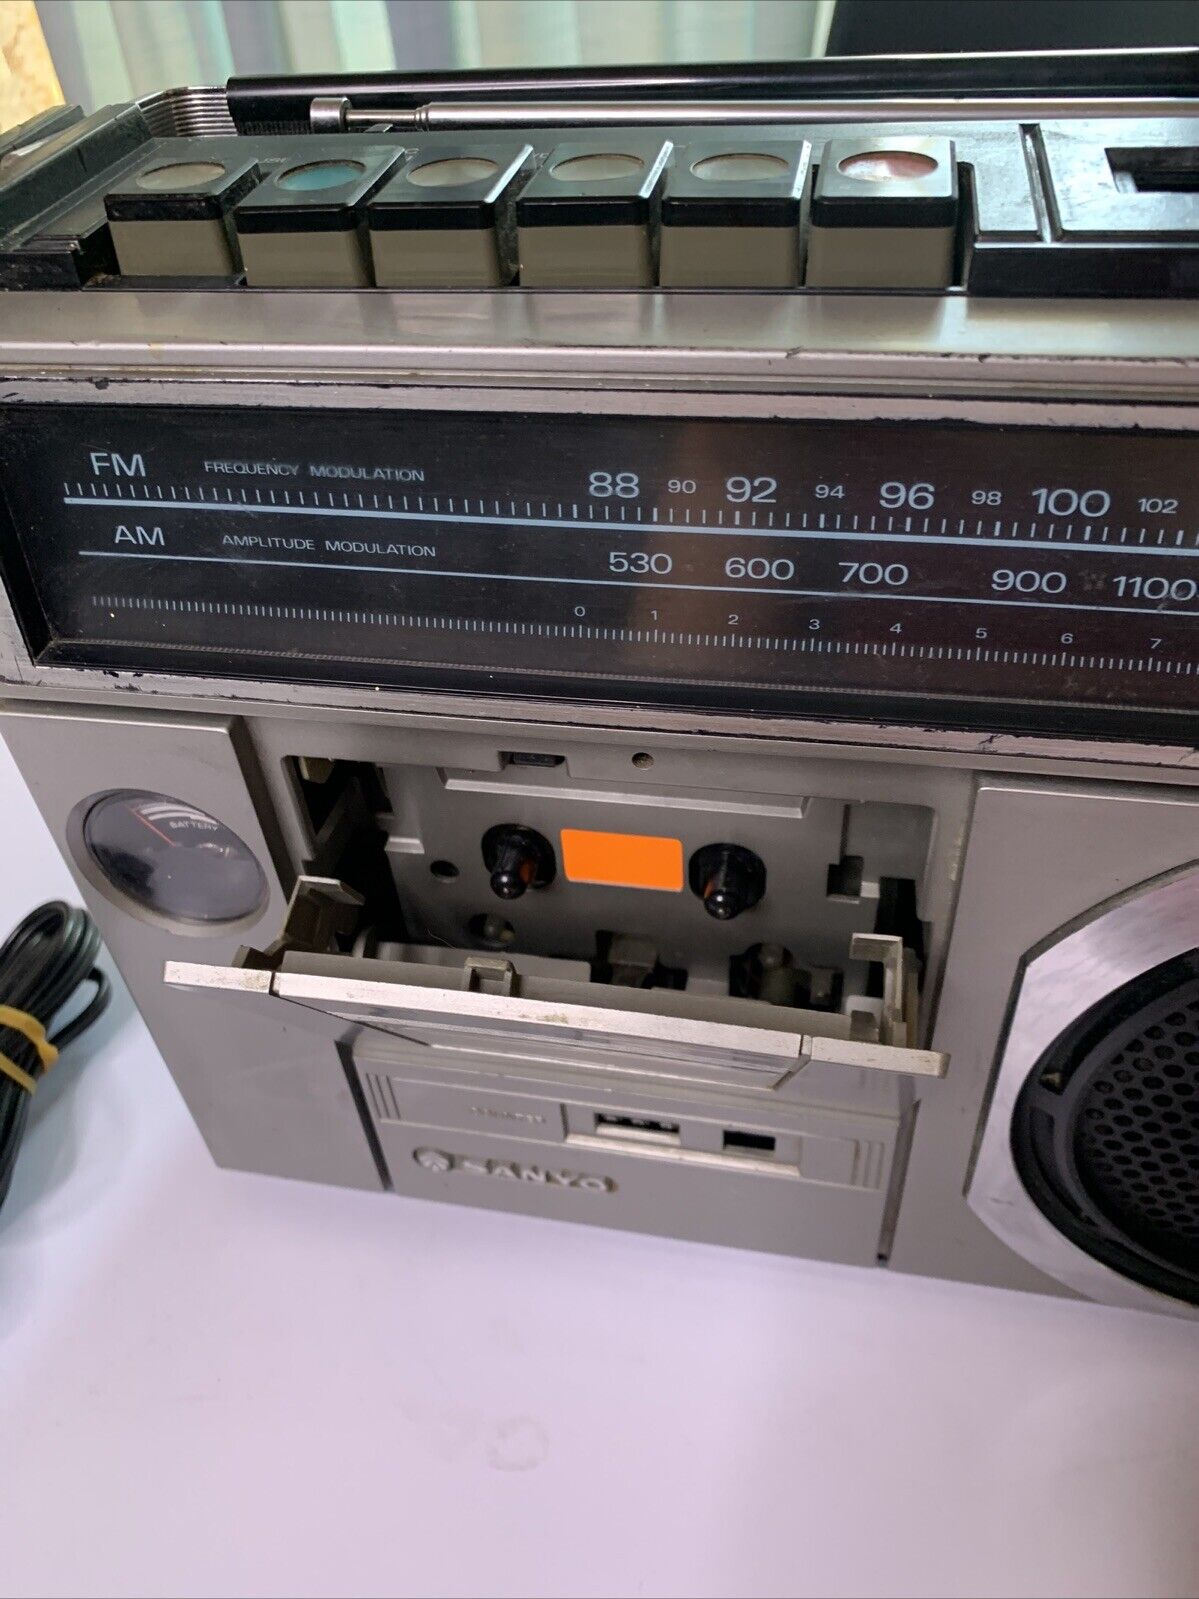 FM FREQUENCY MODULATION 88 90 92 94 96 98 100 102
AM AMPLITUDE MODULATION 530 600 700 900 1100
0 1 2 3 4 5 6 7
BATTERY
SANYO